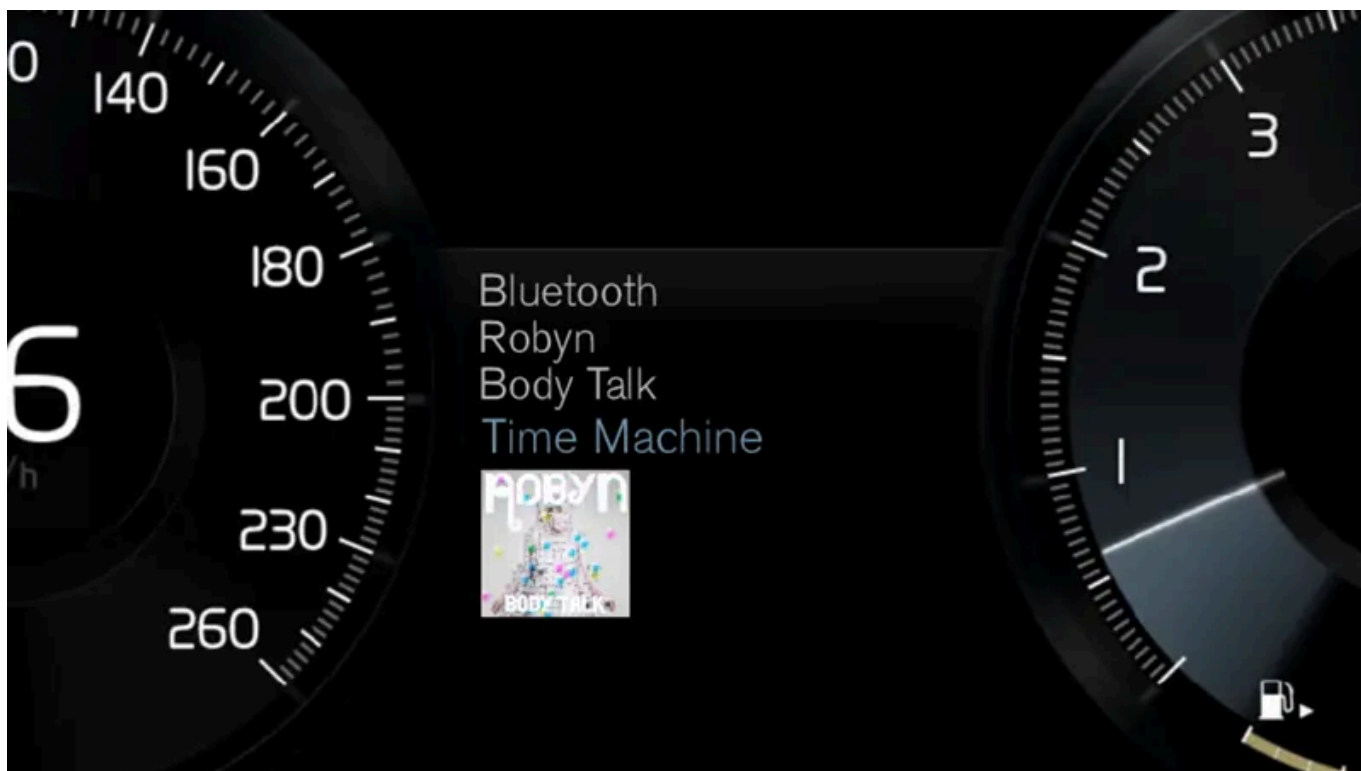 0
140
160
180
200
230
260
6
/h
Bluetooth
Robyn
Body Talk
Time Machine
ROBYN
BODY TALK
3
2
1